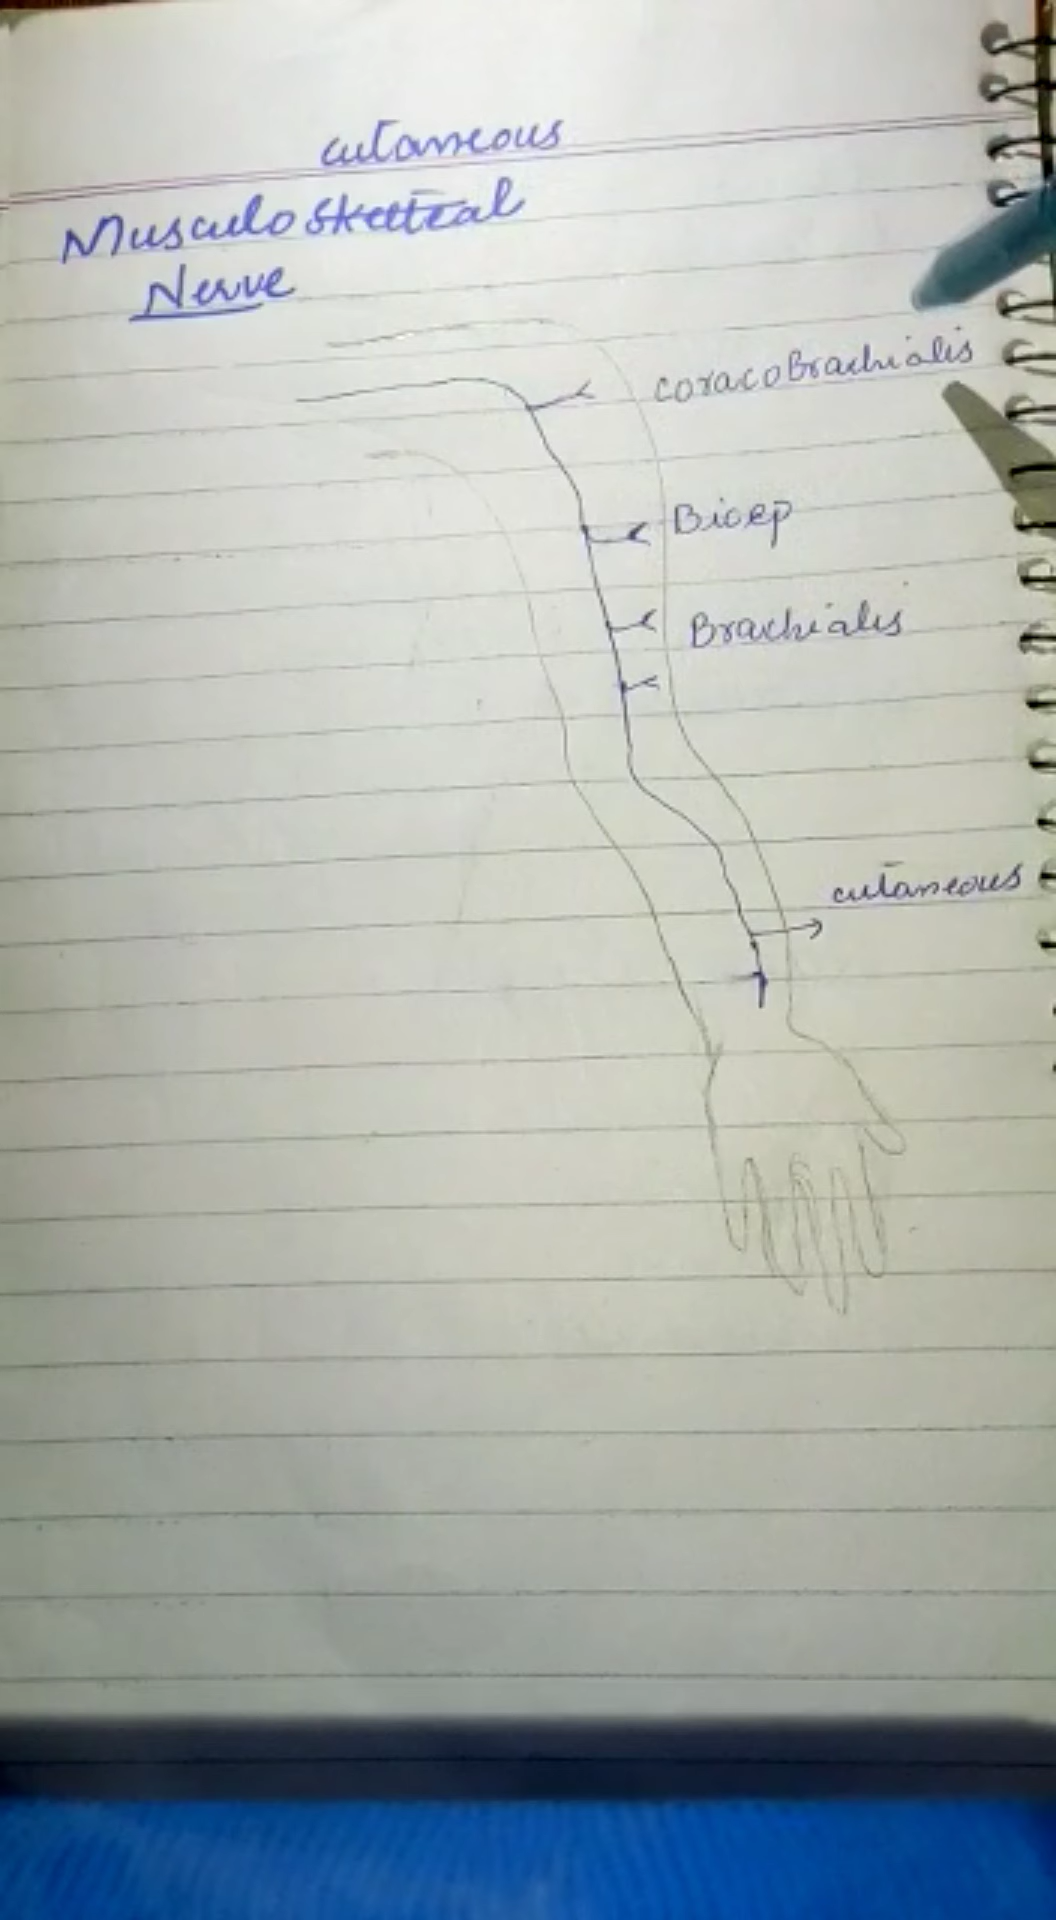 cutaneous
Musculo Skeletal
Nerve
coracoBrachialis
Bicep
Brachialis
cutaneous